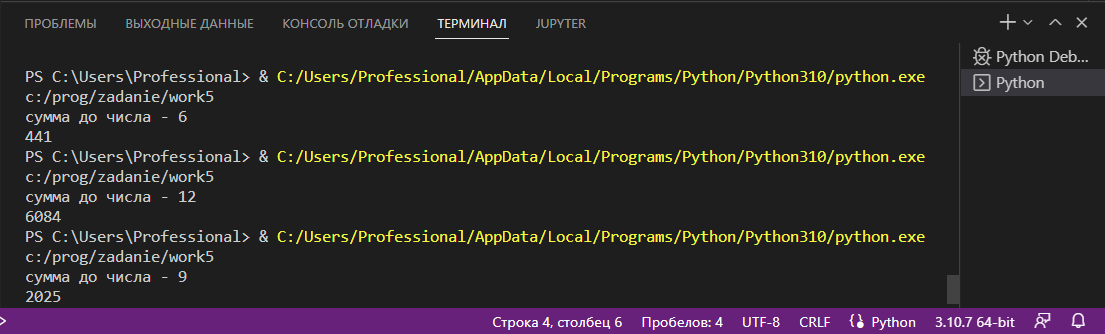 ПРОБЛЕМЫ ВЫХОДНЫЕ ДАННЫЕ КОНСОЛЬ ОТЛАДКИ ТЕРМИНАЛ JUPYTER
PS C:\Users\Professional> & C:/Users/Professional/AppData/Local/Programs/Python/Python310/python.exe
c:/prog/zadanie/work5
сумма до числа - 6
441
PS C:\Users\Professional> & C:/Users/Professional/AppData/Local/Programs/Python/Python310/python.exe
c:/prog/zadanie/work5
сумма до числа - 12
6084
PS C:\Users\Professional> & C:/Users/Professional/AppData/Local/Programs/Python/Python310/python.exe
c:/prog/zadanie/work5
сумма до числа - 9
2025
Python Deb...
Python
Строка 4, столбец 6 Пробелов: 4 UTF-8 CRLF Python 3.10.7 64-bit